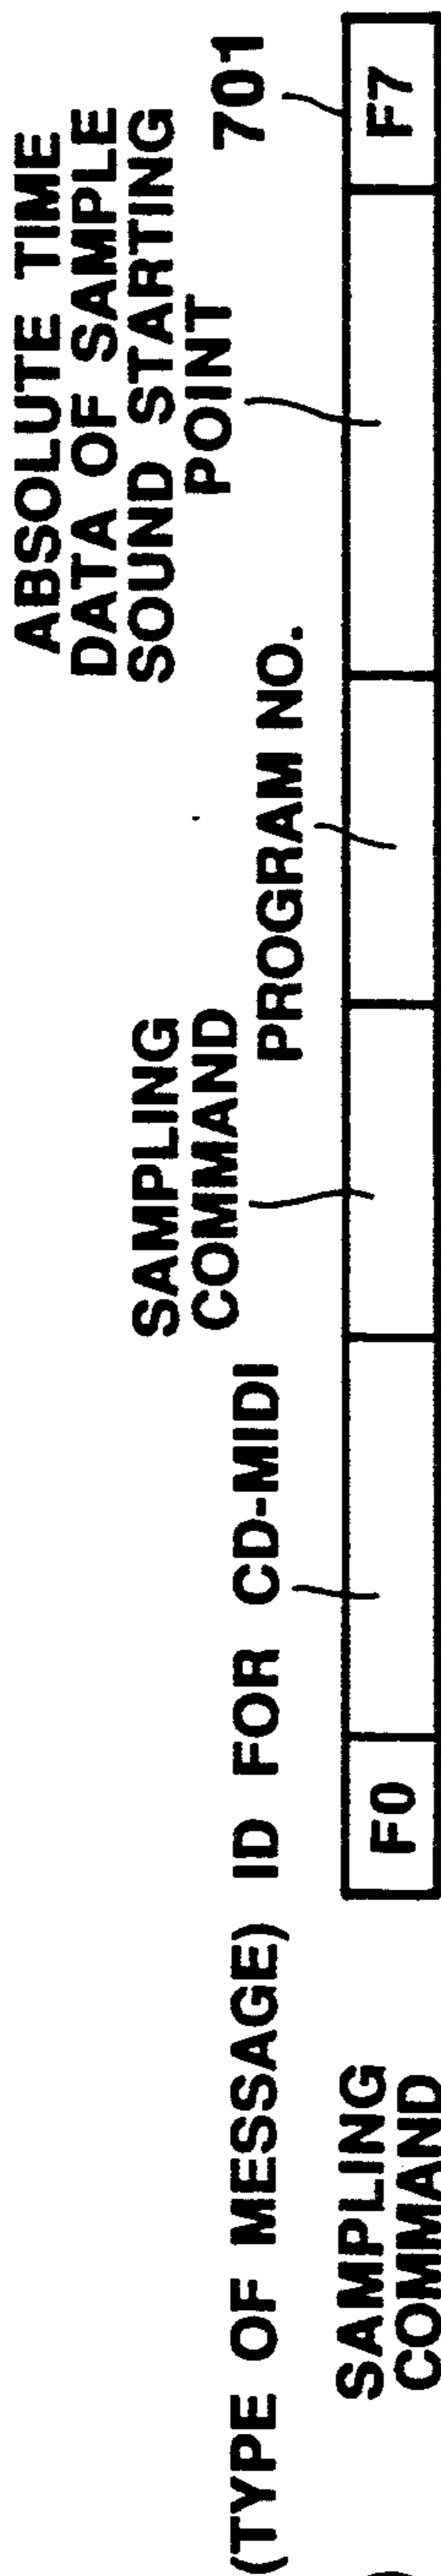 (TYPE OF MESSAGE)
ID FOR CD-MIDI
SAMPLING
COMMAND
PROGRAM NO.
ABSOLUTE TIME
DATA OF SAMPLE
SOUND STARTING
POINT
701
SAMPLING
COMMAND
F0
F7
)